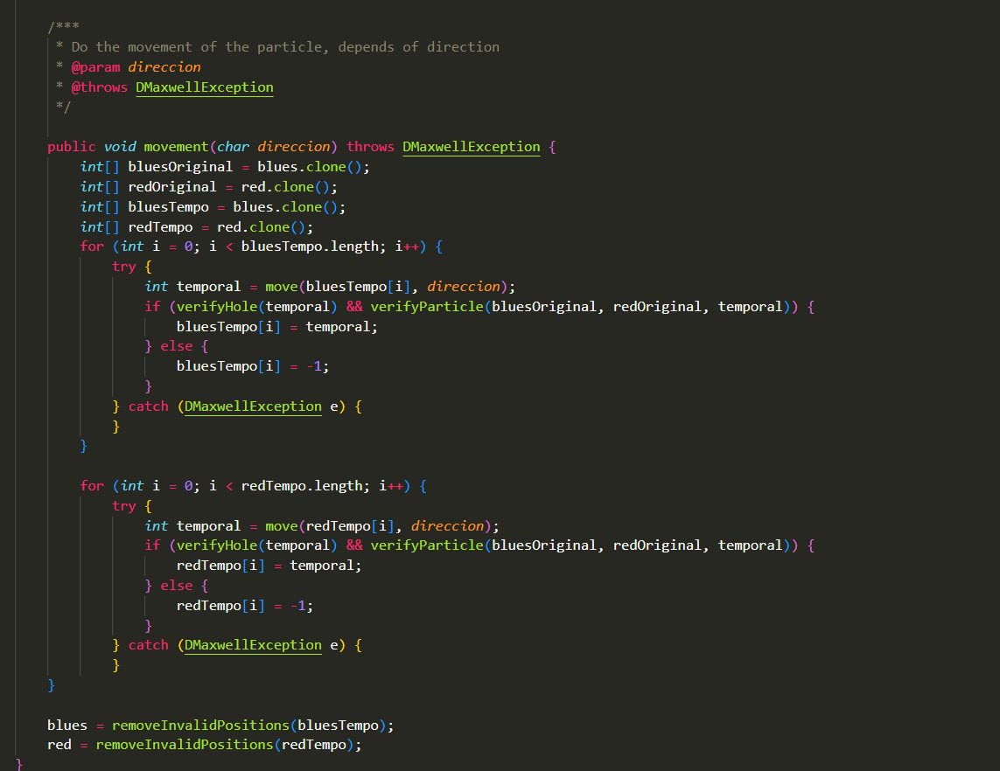 /***
 * Do the movement of the particle, depends of direction
 * @param direccion
 * @throws DMaxwellException
 */
public void movement(char direccion) throws DMaxwellException {
int[] bluesOriginal = blues.clone();
int[] redOriginal = red.clone();
int[] bluesTempo = blues.clone();
int[] redTempo = red.clone();
for (int i = 0; i < bluesTempo.length; i++) {
try {
int temporal = move(bluesTempo[i], direccion);
if (verifyHole(temporal) && verifyParticle(bluesOriginal, redOriginal, temporal)) {
bluesTempo[i] = temporal;
} else {
bluesTempo[i] = -1;
}
} catch (DMaxwellException e) {
}
}
for (int i = 0; i < redTempo.length; i++) {
try {
int temporal = move(redTempo[i], direccion);
if (verifyHole(temporal) && verifyParticle(bluesOriginal, redOriginal, temporal)) {
redTempo[i] = temporal;
} else {
redTempo[i] = -1;
}
} catch (DMaxwellException e) {
}
}
blues = removeInvalidPositions(bluesTempo);
red = removeInvalidPositions(redTempo);
}